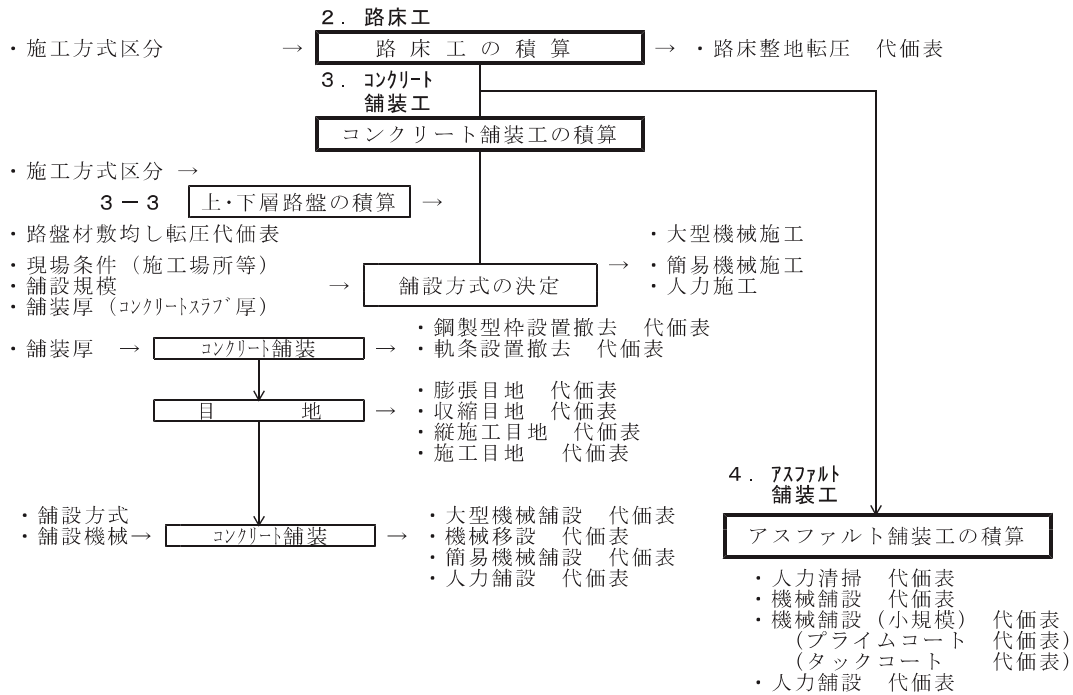 2. 路床工
・施工方式区分 → 路床工の積算 → ・路床整地転圧 代価表
3. ｺﾝｸﾘｰﾄ
舗装工
コンクリート舗装工の積算
・施工方式区分 →
3-3 上・下層路盤の積算 →
・路盤材敷均し転圧代価表
・現場条件（施工場所等）
・舗設規模 →
・舗装厚（ｺﾝｸﾘｰﾄｽﾗﾌﾞ厚）
舗設方式の決定 →
・大型機械施工
・簡易機械施工
・人力施工
・舗装厚 → ｺﾝｸﾘｰﾄ舗装 →
・鋼製型枠設置撤去 代価表
・軌条設置撤去 代価表
目 地 →
・膨張目地 代価表
・収縮目地 代価表
・縦施工目地 代価表
・施工目地 代価表
・舗設方式
・舗設機械→ ｺﾝｸﾘｰﾄ舗装 →
・大型機械舗設 代価表
・機械移設 代価表
・簡易機械舗設 代価表
・人力舗設 代価表
4. ｱｽﾌｧﾙﾄ
舗装工
アスファルト舗装工の積算
・人力清掃 代価表
・機械舗設 代価表
・機械舗設（小規模） 代価表
（プライムコート 代価表）
（タックコート 代価表）
・人力舗設 代価表